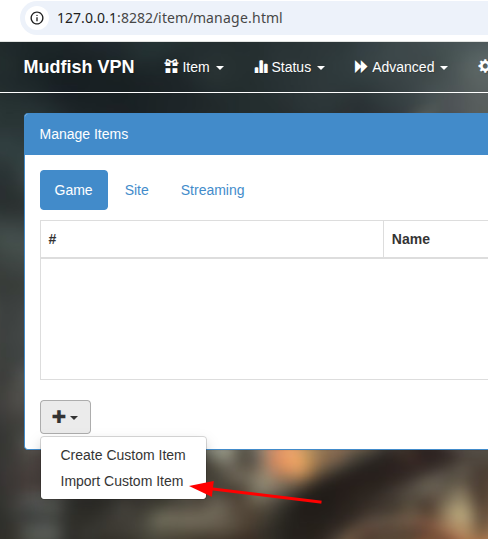 127.0.0.1:8282/item/manage.html
Mudfish VPN Item Status Advanced
Manage Items
Game Site Streaming
# Name
Create Custom Item
Import Custom Item